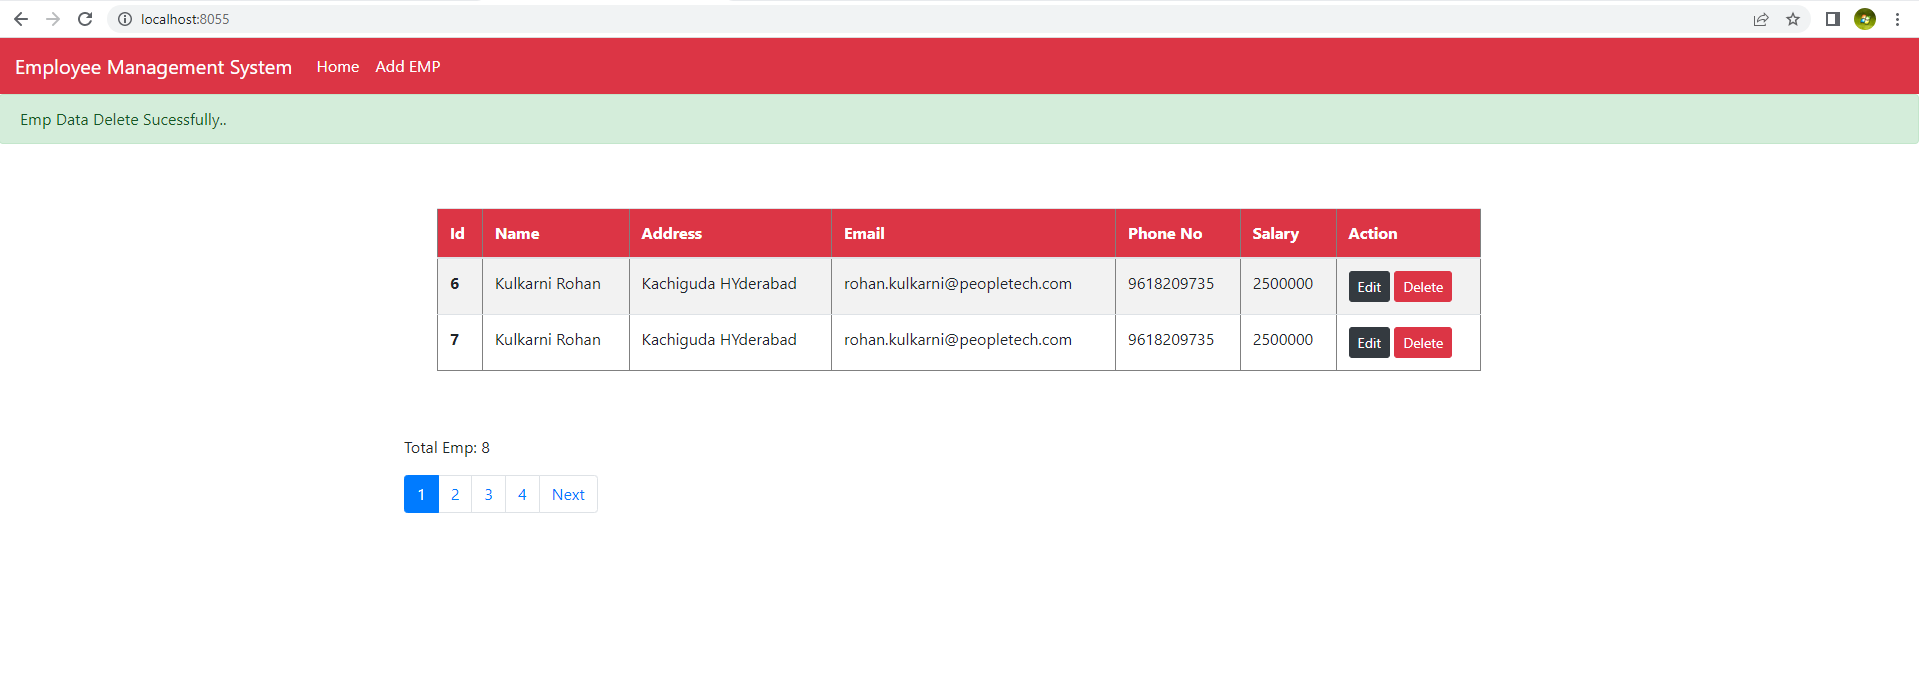 localhost:8055
Employee Management System Home Add EMP
Emp Data Delete Sucessfully..
Id Name Address Email Phone No Salary Action
6 Kulkarni Rohan Kachiguda HYderabad rohan.kulkarni@peopletech.com 9618209735 2500000 Edit Delete
7 Kulkarni Rohan Kachiguda HYderabad rohan.kulkarni@peopletech.com 9618209735 2500000 Edit Delete
Total Emp: 8
1 2 3 4 Next